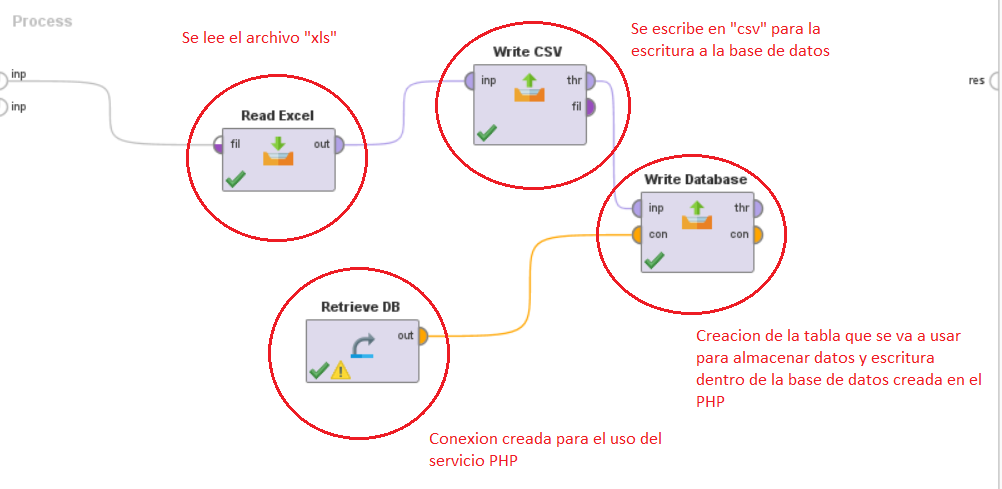 Process
Se lee el archivo "xls"
Se escribe en "csv" para la
escritura a la base de datos
inp
inp
res
Read Excel
fil
out
Write CSV
inp
thr
fil
Write Database
inp
thr
con
con
Retrieve DB
out
Creacion de la tabla que se va a usar
para almacenar datos y escritura
dentro de la base de datos creada en el
PHP
Conexion creada para el uso del
servicio PHP